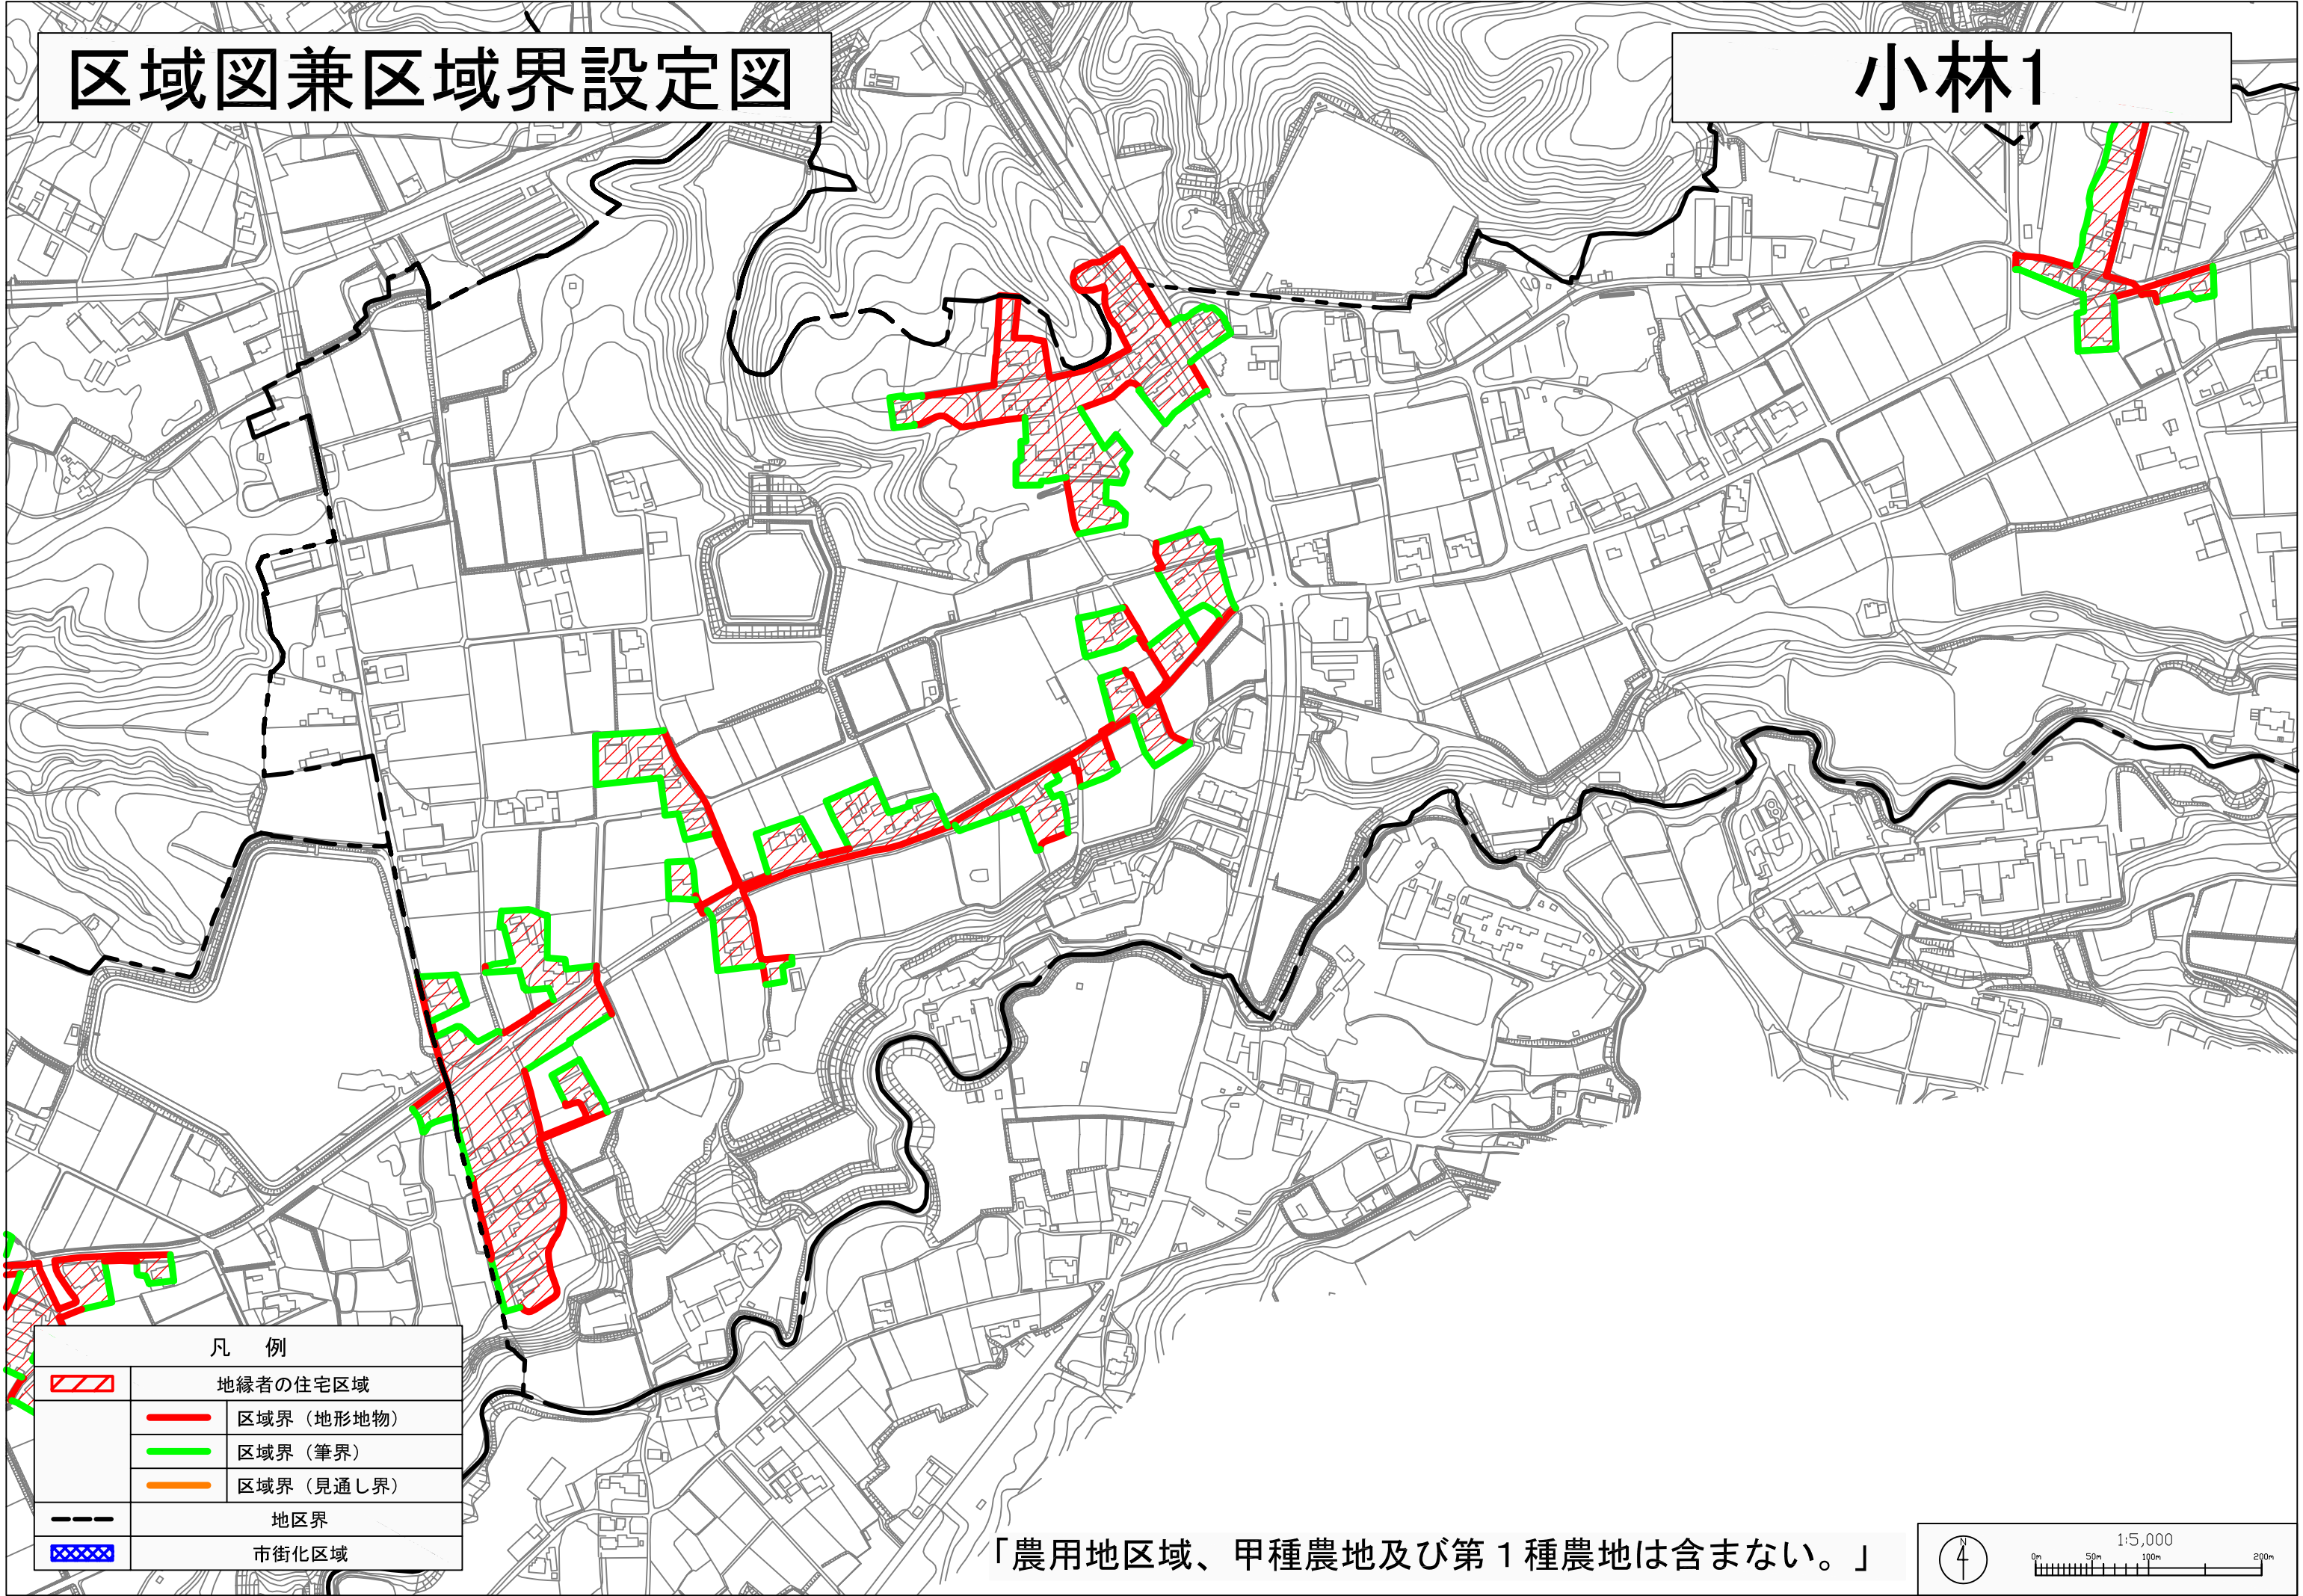 区域図兼区域界設定図
小林1
凡 例
地縁者の住宅区域
区域界（地形地物）
区域界（筆界）
区域界（見通し界）
地区界
市街化区域
「農用地区域、甲種農地及び第１種農地は含まない。」
N
1:5,000
0m 50m 100m 200m